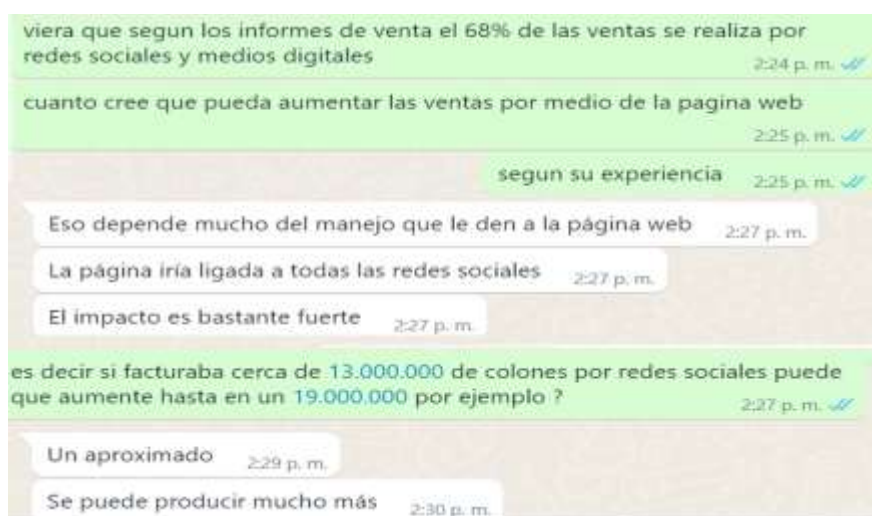 viera que segun los informes de venta el 68% de las ventas se realiza por
redes sociales y medios digitales
2:24 p. m.
cuanto cree que pueda aumentar las ventas por medio de la pagina web
2:25 p. m.
segun su experiencia 2:25 p. m.
Eso depende mucho del manejo que le den a la página web 2:27 p. m.
La página iría ligada a todas las redes sociales 2:27 p. m.
El impacto es bastante fuerte 2:27 p. m.
es decir si facturaba cerca de 13.000.000 de colones por redes sociales puede
que aumente hasta en un 19.000.000 por ejemplo ?
2:27 p. m.
Un aproximado 2:29 p. m.
Se puede producir mucho más 2:30 p. m.